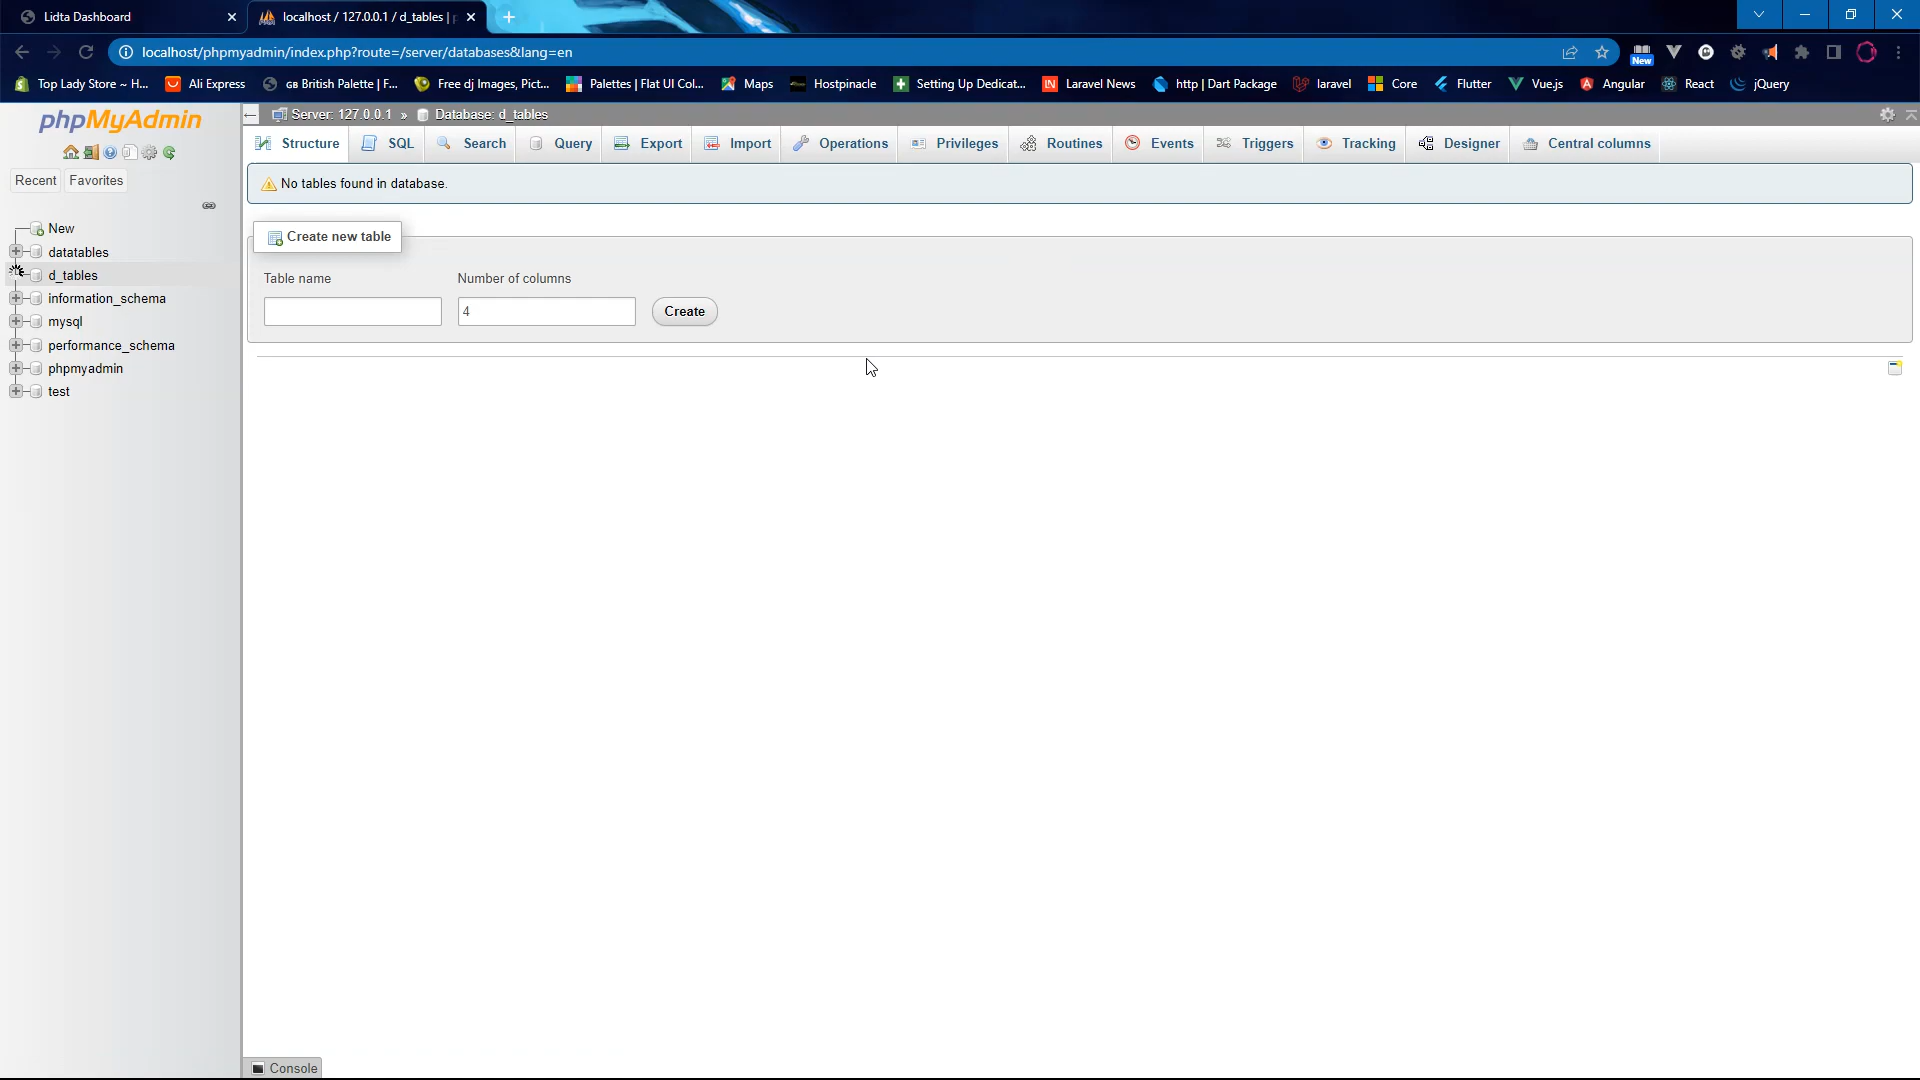 Lidta Dashboard
localhost / 127.0.0.1 / d_tables |
localhost/phpmyadmin/index.php?route=/server/databases&lang=en
New
Top Lady Store ~ H...
Ali Express
GB British Palette | F...
Free dj Images, Pict...
Palettes | Flat UI Col...
Maps
Hostpinacle
Setting Up Dedicat...
Laravel News
http | Dart Package
laravel
Core
Flutter
Vue.js
Angular
React
jQuery
phpMyAdmin
Recent
Favorites
New
datatables
d_tables
information_schema
mysql
performance_schema
phpmyadmin
test
Server: 127.0.0.1 » Database: d_tables
Structure
SQL
Search
Query
Export
Import
Operations
Privileges
Routines
Events
Triggers
Tracking
Designer
Central columns
No tables found in database.
Create new table
Table name
Number of columns
4
Create
Console